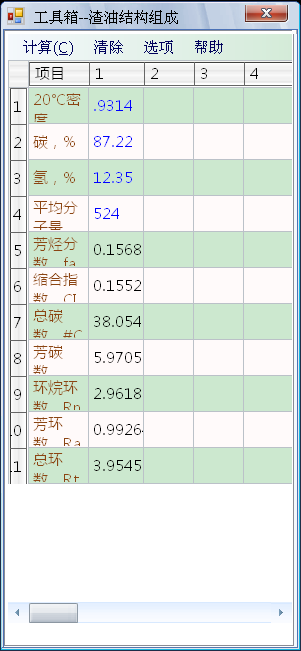 工具箱--渣油结构组成
计算(C) 清除 选项 帮助
项目 1 2 3 4
1 20℃密度 .9314
2 碳，% 87.22
3 氢，% 12.35
4 平均分子量 524
5 芳烃分数，fa 0.1568
6 缩合指数，CI 0.1552
7 总碳数，#C 38.054
8 芳碳数， 5.9705
9 环烷环数，Rn 2.9618
10 芳环数，Ra 0.9926
11 总环数，Rt 3.9545